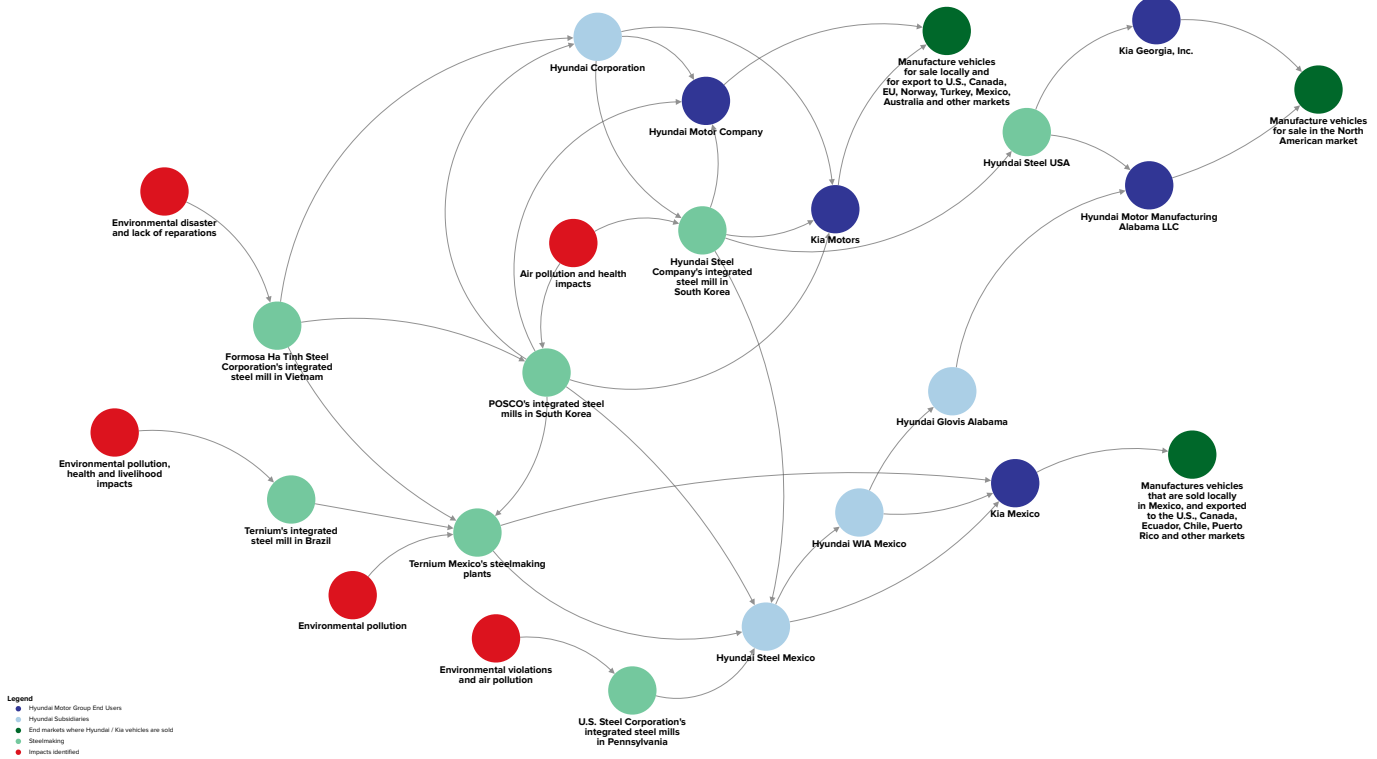 Hyundai Corporation
Manufacture vehicles
for sale locally and
for export to U.S., Canada,
EU, Norway, Turkey, Mexico,
Australia and other markets
Kia Georgia, Inc.
Hyundai Motor Company
Manufacture vehicles
for sale in the North
American market
Hyundai Steel USA
Environmental disaster
and lack of reparations
Hyundai Motor Manufacturing
Alabama LLC
Kia Motors
Air pollution and health
impacts
Hyundai Steel
Company's integrated
steel mill in
South Korea
Formosa Ha Tinh Steel
Corporation's integrated
steel mill in Vietnam
POSCO's integrated steel
mills in South Korea
Hyundai Glovis Alabama
Environmental pollution,
health and livelihood
impacts
Manufactures vehicles
that are sold locally
in Mexico, and exported
to the U.S., Canada,
Ecuador, Chile, Puerto
Rico and other markets
Kia Mexico
Ternium's integrated
steel mill in Brazil
Hyundai WIA Mexico
Ternium Mexico's steelmaking
plants
Environmental pollution
Hyundai Steel Mexico
Environmental violations
and air pollution
U.S. Steel Corporation's
integrated steel mills
in Pennsylvania
Legend
Hyundai Motor Group End Users
Hyundai Subsidiaries
End markets where Hyundai / Kia vehicles are sold
Steelmaking
Impacts identified